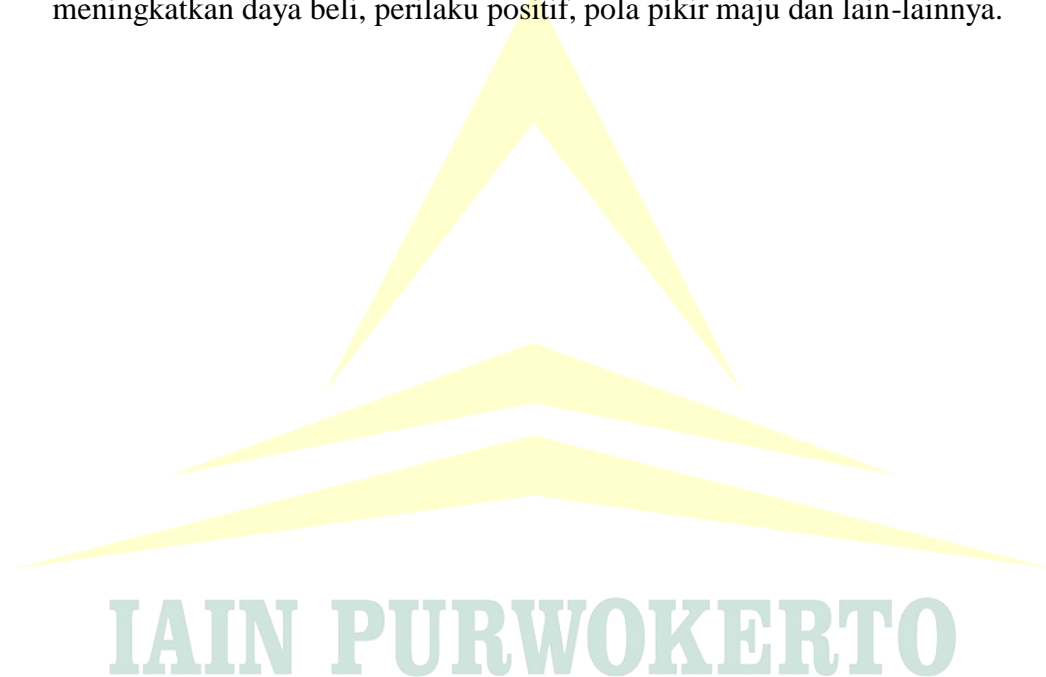 meningkatkan daya beli, perilaku positif, pola pikir maju dan lain-lainnya.
IAIN PURWOKERTO